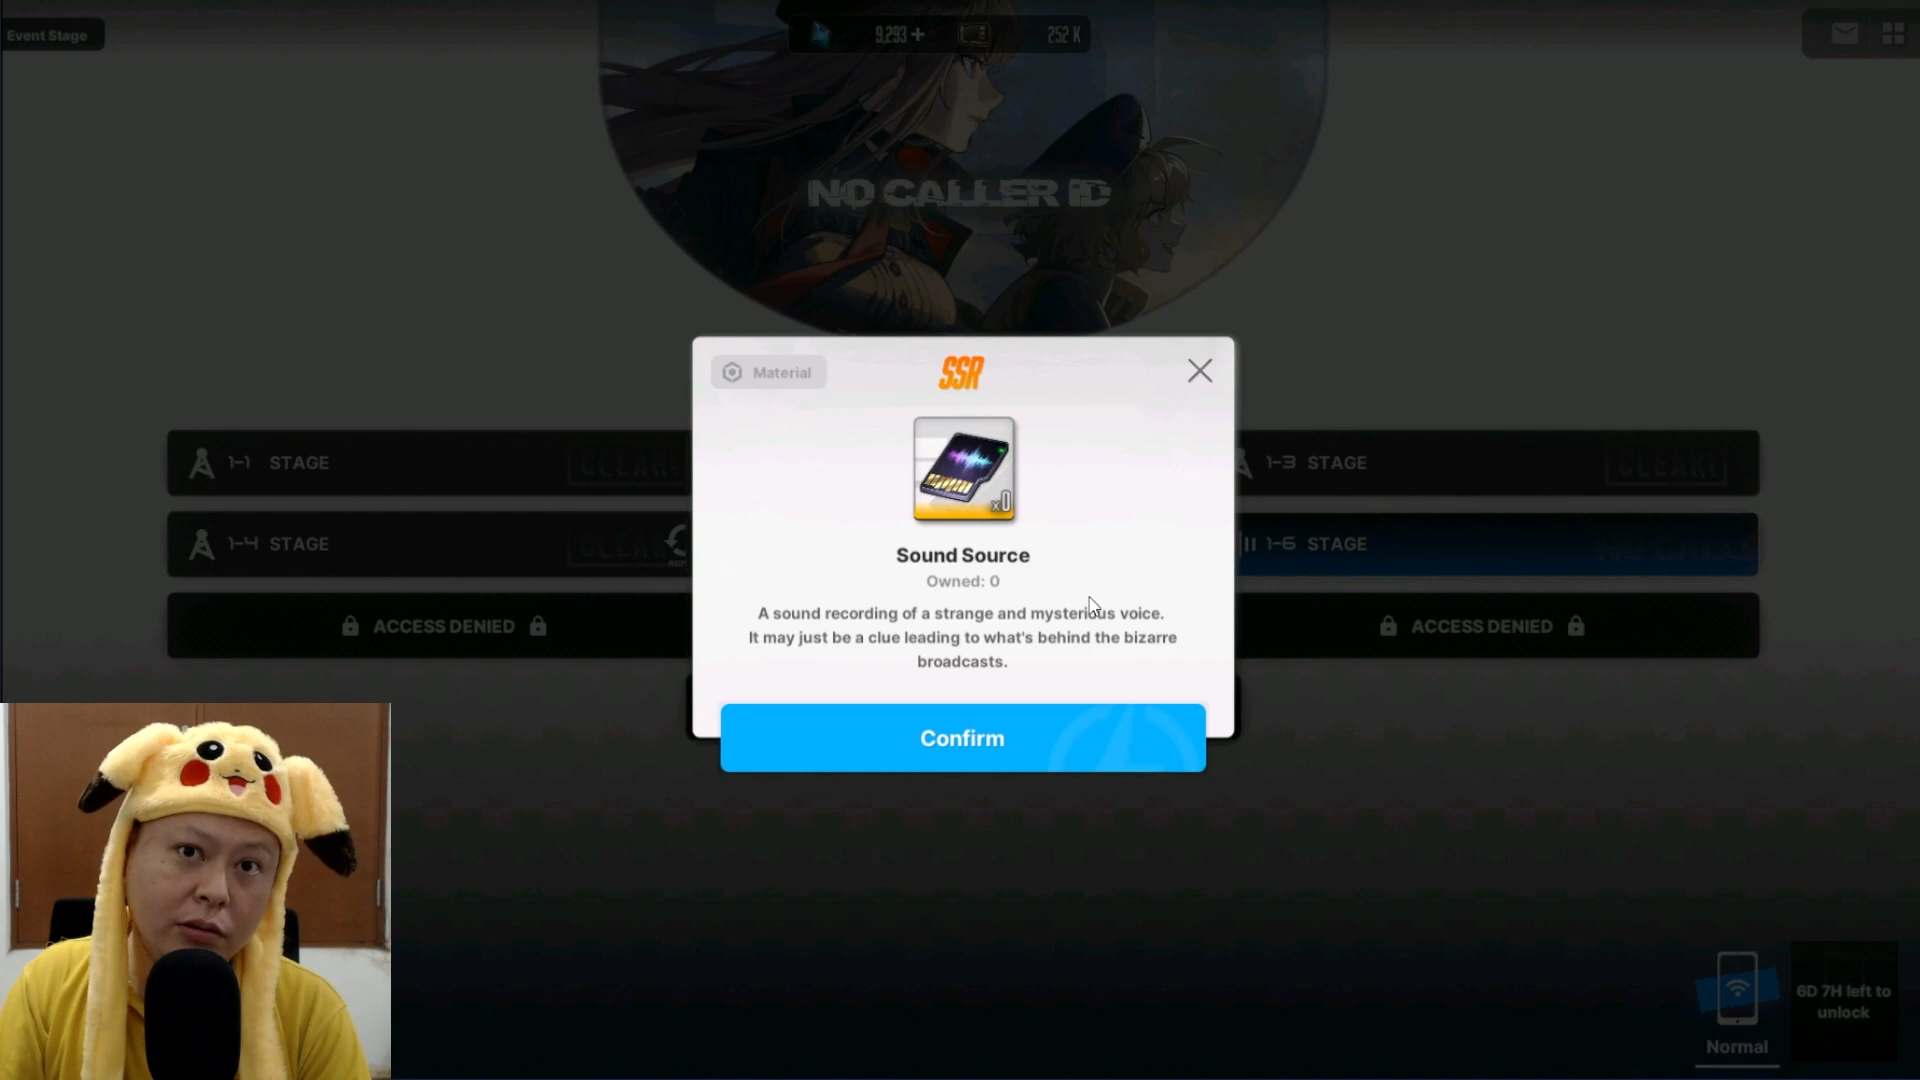 Event Stage
9,293 +
252 K
NO CALLER ID
Material
SSR
x0
Sound Source
Owned: 0
A sound recording of a strange and mysterious voice.
It may just be a clue leading to what's behind the bizarre
broadcasts.
Confirm
1-1 STAGE
CLEAR!
1-3 STAGE
CLEAR!
1-4 STAGE
1-6 STAGE
ACCESS DENIED
ACCESS DENIED
Normal
6D 7H left to
unlock